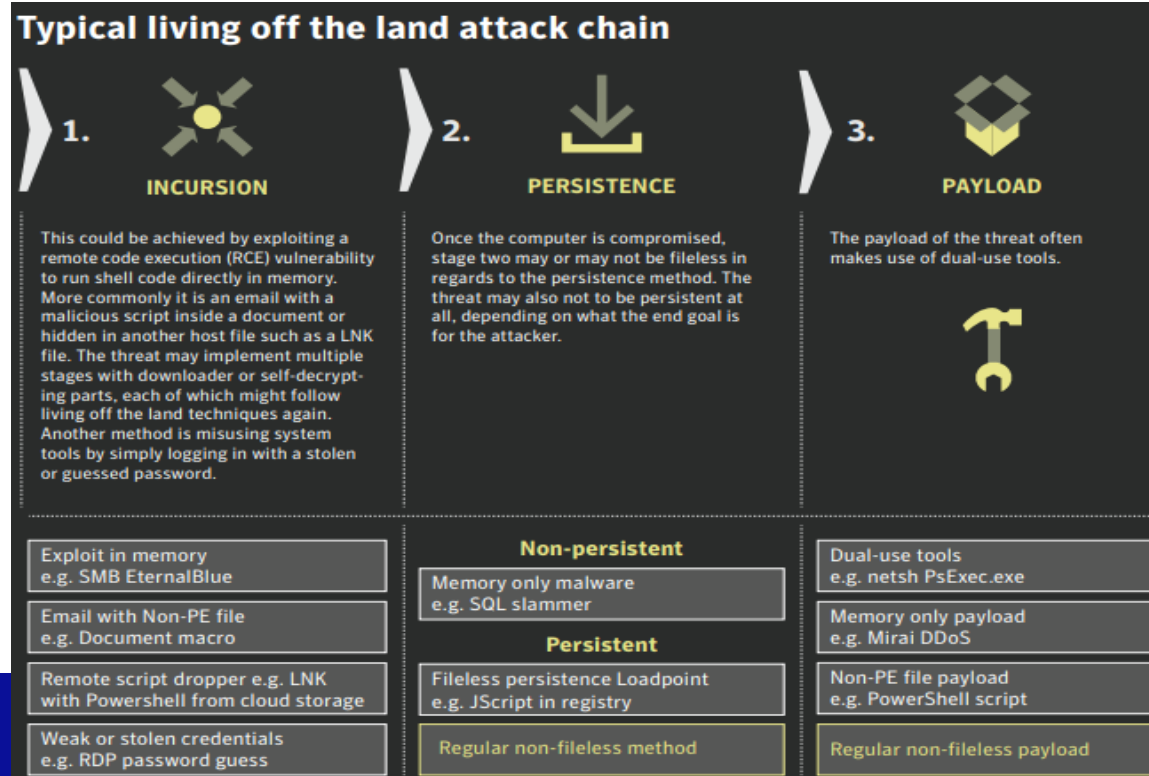 Typical living off the land attack chain
1.
INCURSION
This could be achieved by exploiting a
remote code execution (RCE) vulnerability
to run shell code directly in memory.
More commonly it is an email with a
malicious script inside a document or
hidden in another host file such as a LNK
file. The threat may implement multiple
stages with downloader or self-decrypt-
ing parts, each of which might follow
living off the land techniques again.
Another method is misusing system
tools by simply logging in with a stolen
or guessed password.
Exploit in memory
e.g. SMB EternalBlue
Email with Non-PE file
e.g. Document macro
Remote script dropper e.g. LNK
with Powershell from cloud storage
Weak or stolen credentials
e.g. RDP password guess
2.
PERSISTENCE
Once the computer is compromised,
stage two may or may not be fileless in
regards to the persistence method. The
threat may also not to be persistent at
all, depending on what the end goal is
for the attacker.
Non-persistent
Memory only malware
e.g. SQL slammer
Persistent
Fileless persistence Loadpoint
e.g. JScript in registry
Regular non-fileless method
3.
PAYLOAD
The payload of the threat often
makes use of dual-use tools.
Dual-use tools
e.g. netsh PsExec.exe
Memory only payload
e.g. Mirai DDoS
Non-PE file payload
e.g. PowerShell script
Regular non-fileless payload